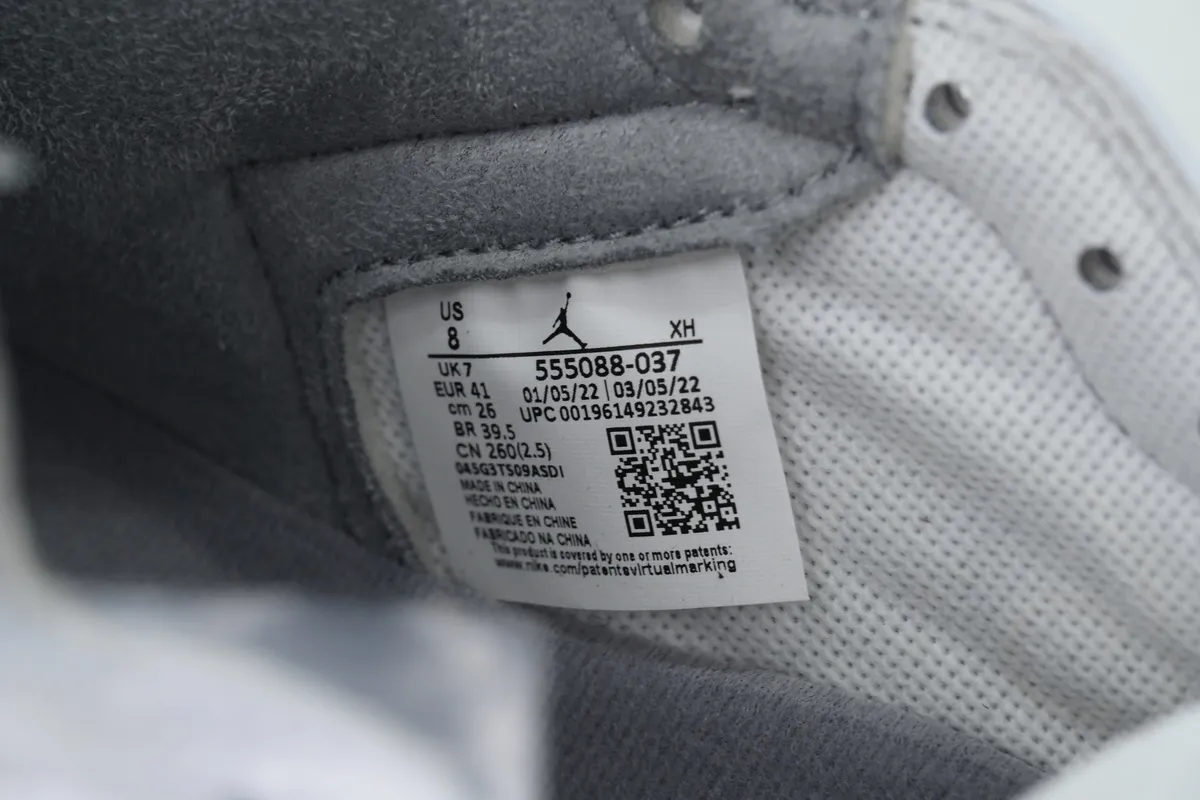 US
8
XH
UK 7
555088-037
EUR 41
01/05/22 | 03/05/22
cm 26
UPC 00196149232843
BR 39.5
CN 260(2.5)
045G3TS09ASDI
MADE IN CHINA
HECHO EN CHINA
FABRIQUE EN CHINE
FABRICADO NA CHINA
This product is covered by one or more patents:
www.nike.com/patentsvirtualmarking